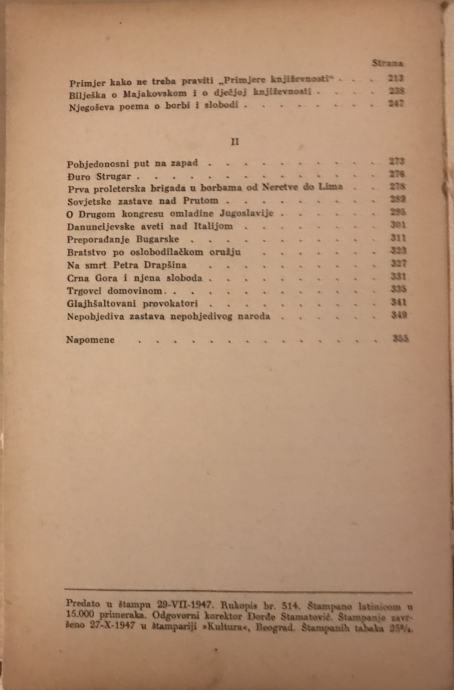 Strana
Primjer kako ne treba praviti „Primjere književnosti“ . . . 213
Bilješka o Majakovskom i o dječjoj književnosti . . . . 238
Njegoševa poema o borbi i slobodi . . . . . . . 247
II
Pobjedonosni put na zapad . . . . . . . . . 273
Đuro Strugar . . . . . . . . . . . . 276
Prva proleterska brigada u borbama od Neretve do Lima . . 278
Sovjetske zastave nad Prutom . . . . . . . . 282
O Drugom kongresu omladine Jugoslavije . . . . . . 295
Danuncijevske aveti nad Italijom . . . . . . . 301
Preporađanje Bugarske . . . . . . . . . . 311
Bratstvo po oslobodilačkom oružju . . . . . . . 323
Na smrt Petra Drapšina . . . . . . . . . 327
Crna Gora i njena sloboda . . . . . . . . . 331
Trgovci domovinom . . . . . . . . . . . 335
Glajhšaltovani provokatori . . . . . . . . . 341
Nepobjediva zastava nepobjedivog naroda . . . . . . 349
Napomene . . . . . . . . . . . . 355
Predato u štampu 29-VII-1947. Rukopis br. 514. Štampano latinicom u
15.000 primeraka. Odgovorni korektor Đorđe Stamatović. Štampanje završeno 27-X-1947 u štampariji »Kultura«, Beograd. Štampanih tabaka